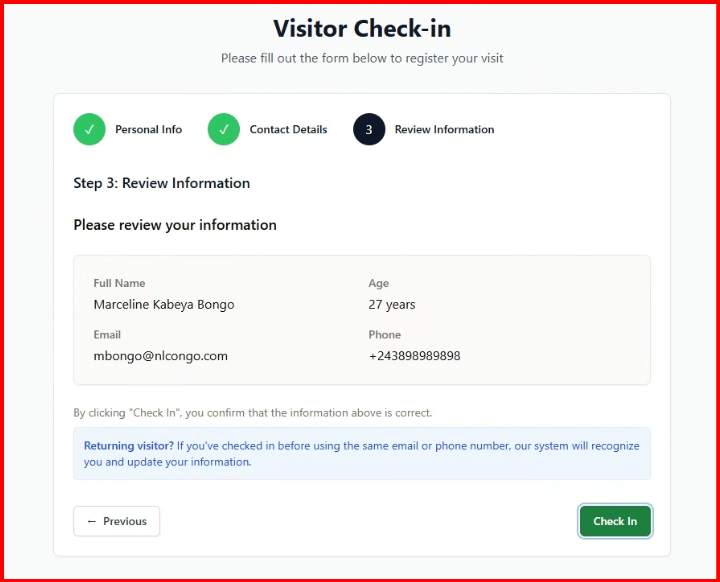 Visitor Check-in
Please fill out the form below to register your visit
✓ Personal Info ✓ Contact Details 3 Review Information
Step 3: Review Information
Please review your information
Full Name Age
Marceline Kabeya Bongo 27 years
Email Phone
mbongo@nlcongo.com +243898989898
By clicking "Check In", you confirm that the information above is correct.
Returning visitor? If you've checked in before using the same email or phone number, our system will recognize
you and update your information.
← Previous Check In